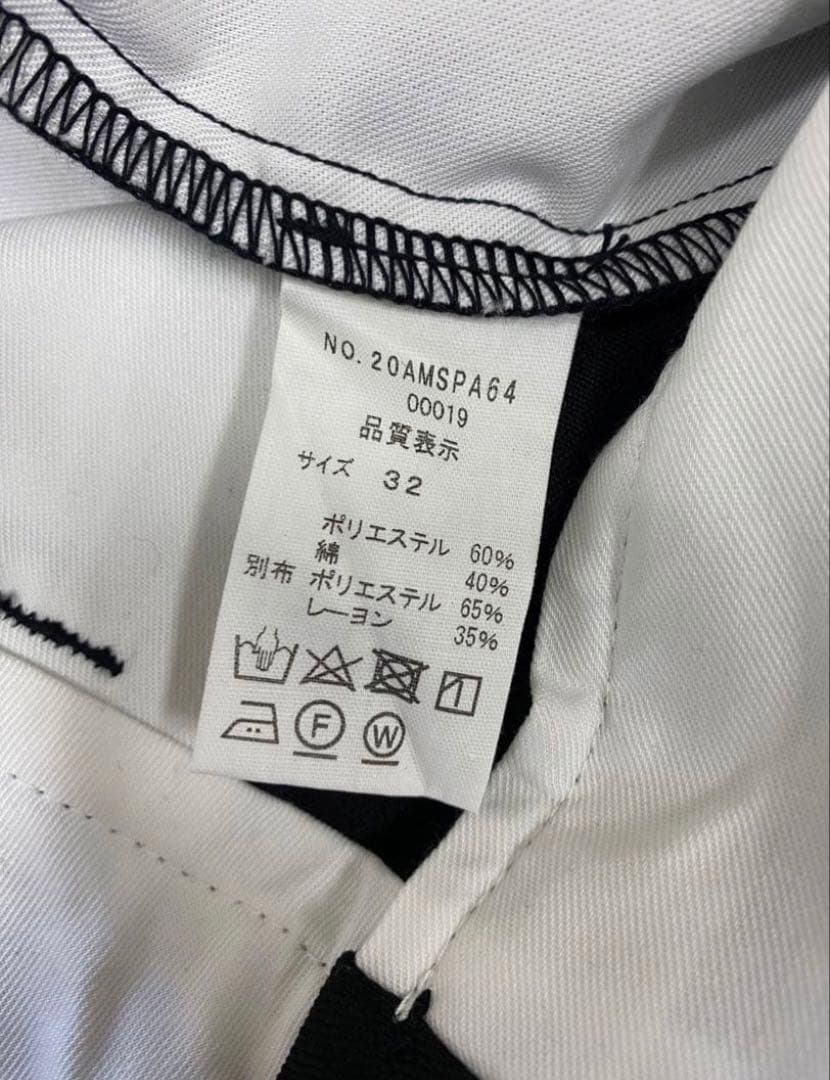 NO.20AMSPA64
00019
品質表示
サイズ 32
ポリエステル 60%
綿 40%
別布 ポリエステル 65%
レーヨン 35%
F W